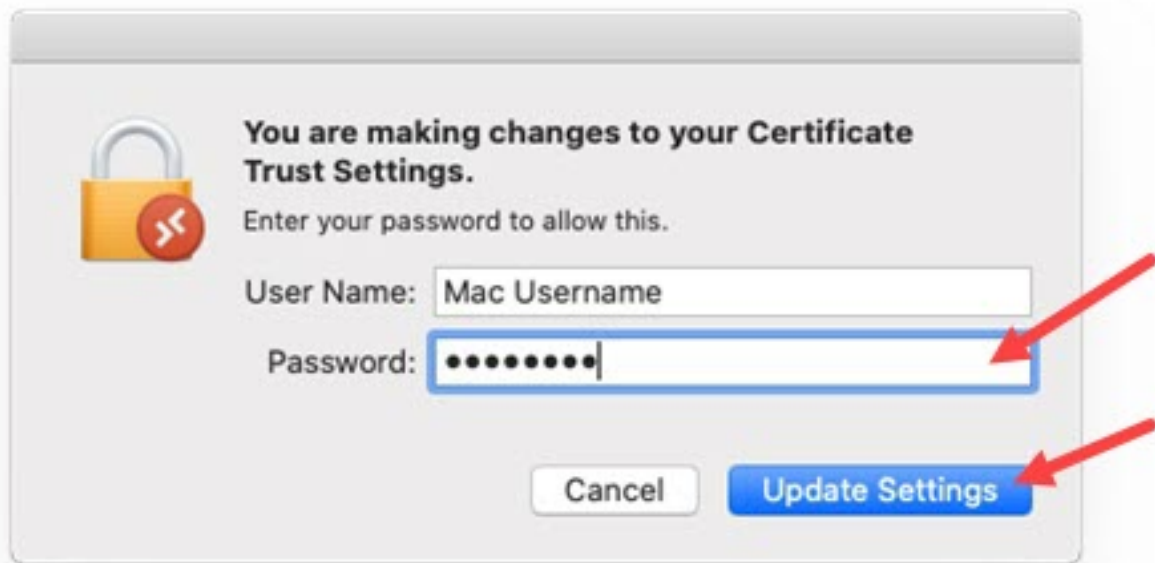 You are making changes to your Certificate
Trust Settings.
Enter your password to allow this.
User Name: Mac Username
Password: ••••••••
Cancel Update Settings